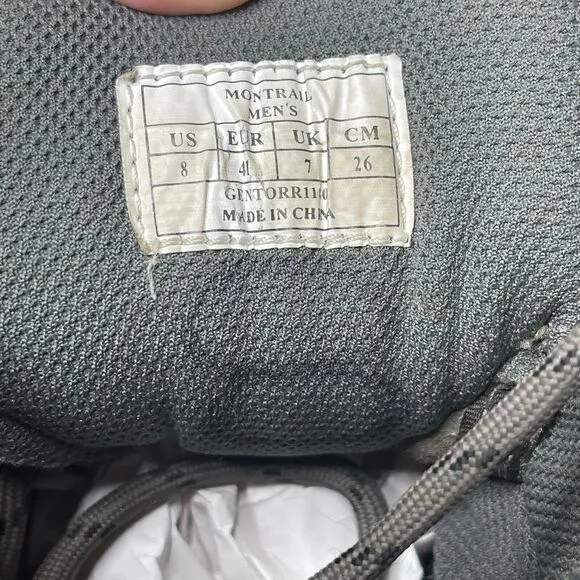 MONTRAIL
MEN'S
US EUR UK CM
8 41 7 26
MADE IN CHINA